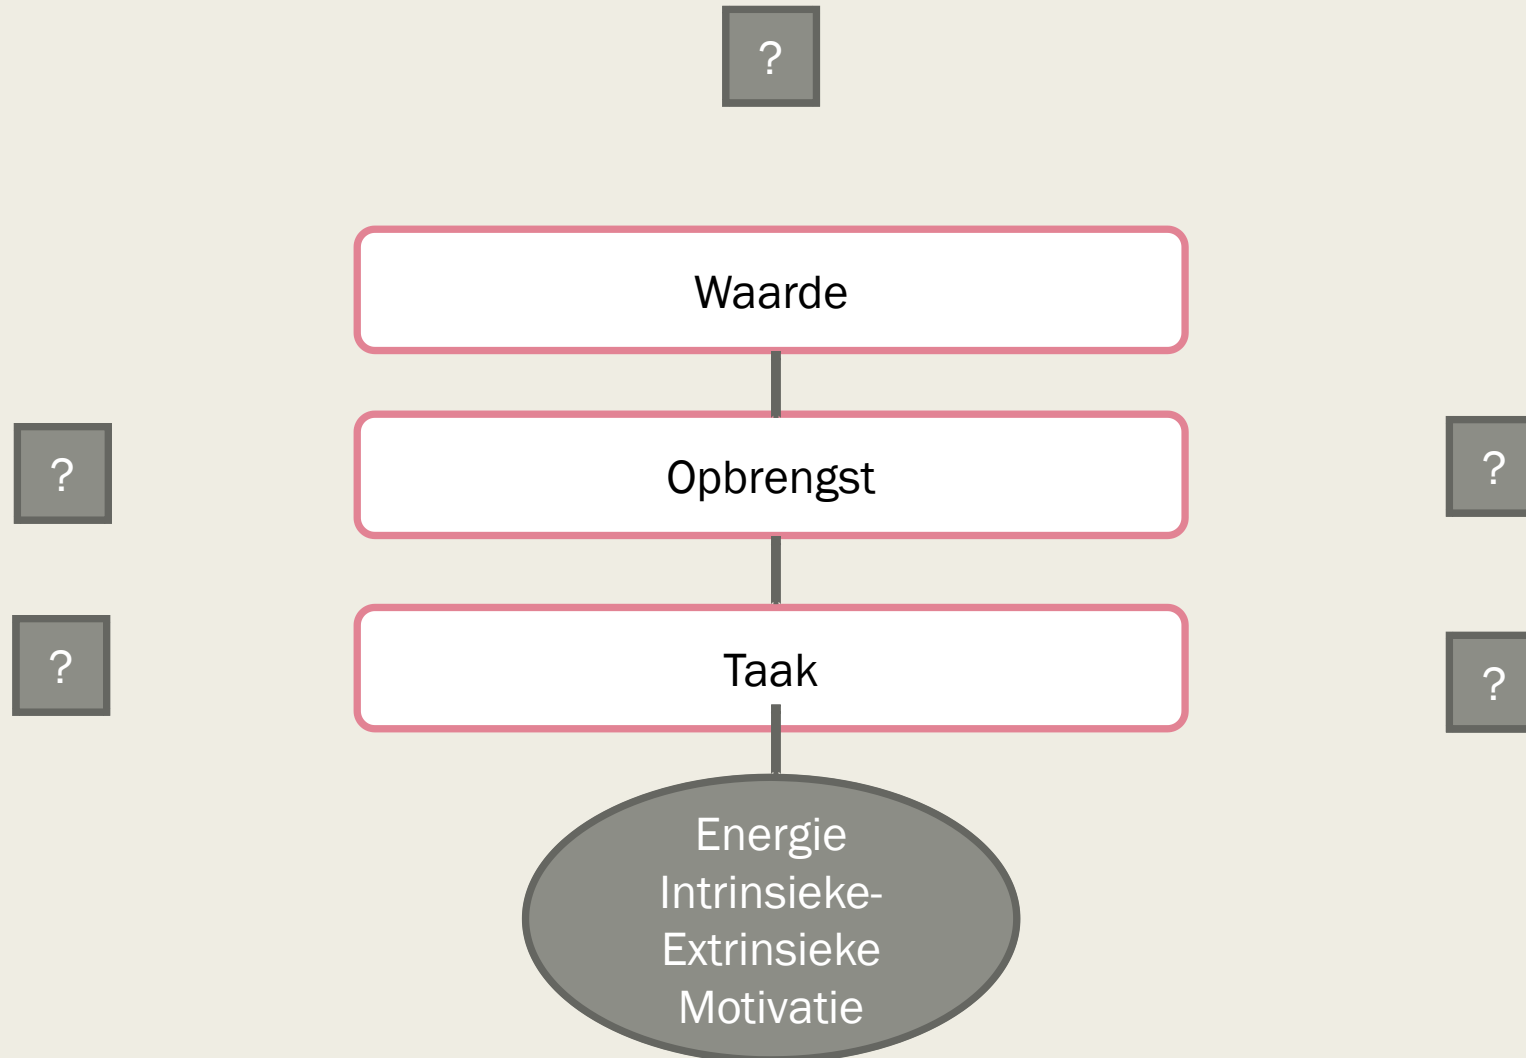 ?
Waarde
?
Opbrengst
?
?
Taak
?
Energie
Intrinsieke-
Extrinsieke
Motivatie